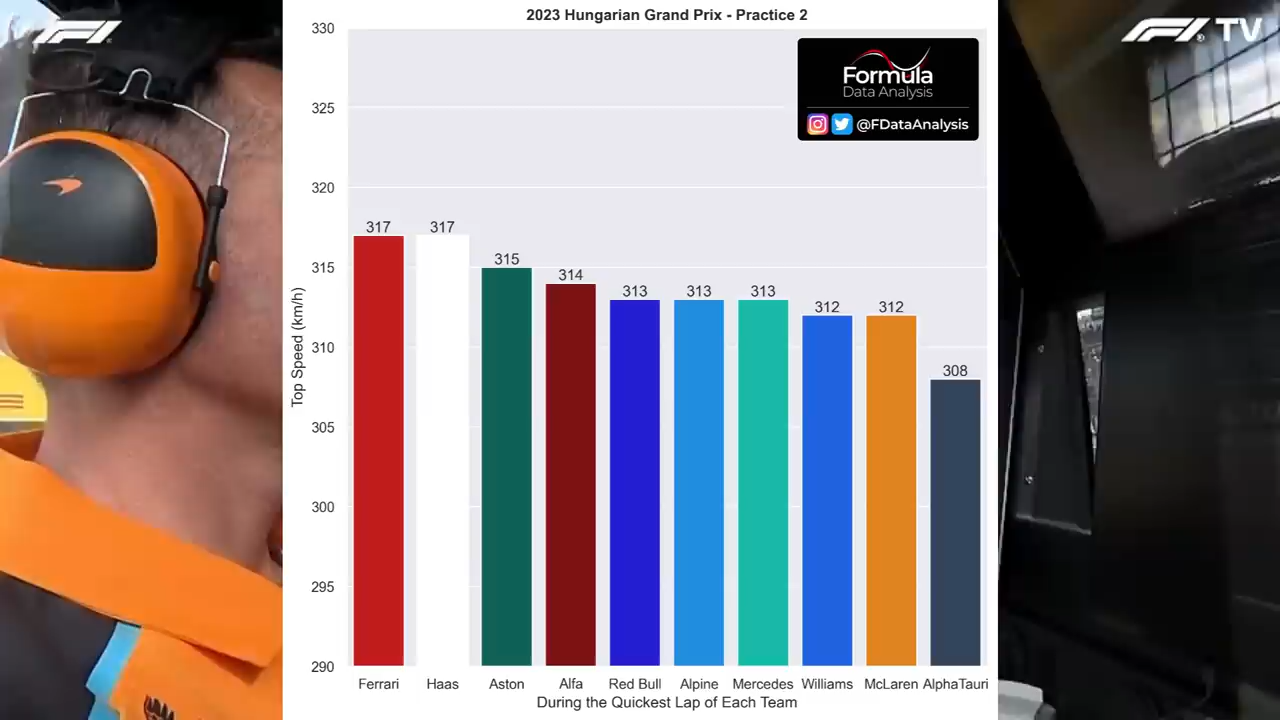 F1
2023 Hungarian Grand Prix - Practice 2
F1 TV
Formula
Data Analysis
@FDataAnalysis
Top Speed (km/h)
330
325
320
315
310
305
300
295
290
317
317
315
314
313
313
313
312
312
308
Ferrari
Haas
Aston
Alfa
Red Bull
Alpine
Mercedes
Williams
McLaren
AlphaTauri
During the Quickest Lap of Each Team